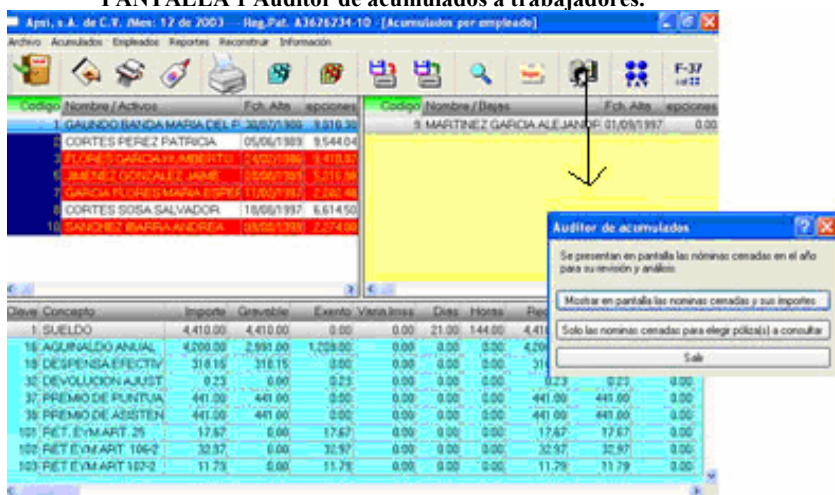 PANTALLA 1 Auditor de acumulados a trabajadores.
Apsi, s.A. de C.V. /Mes: 12 de 2003 --- Reg.Pat. A3676234-10 - [Acumulados por empleado]
Archivo Acumulados Empleados Reportes Reconstruir Información
F-37
Codigo Nombre / Activos Fch. Alta epciones Codigo Nombre / Bajas Fch. Alta epciones
1 GALINDO BANDA MARIA DEL 30/07/1988 9 MARTINEZ GARCIA ALEJANDR 01/09/1997 0.00
CORTES PEREZ PATRICIA 05/06/1989 9,544.04
3 FLORES GARCIA HUMBERTO
JIMENEZ GONZALEZ JAIME
7 GARCIA FLORES MARIA ESPER
8 CORTES SOSA SALVADOR 18/08/1997 6,614.50
10 SANCHEZ IBARRA ANDREA 2,274.00
Auditor de acumulados
Se presentan en pantalla las nóminas cerradas en el año
para su revisión y análisis
Mostrar en pantalla las nominas cerradas y sus importes
Solo las nominas cerradas para elegir póliza(s) a consultar
Salir
Clave Concepto Importe Gravable Exento Varia.Imss Dias Horas
1 SUELDO 4,410.00 4,410.00 0.00 0.00 21.00 144.00
16 AGUINALDO ANUAL 4,200.00 2,991.00 1,209.00 0.00 0.00 0.00
18 DESPENSA EFECTIV 318.15 318.15 0.00 0.00 0.00 0.00
32 DEVOLUCION AJUST 0.23 0.00 0.23 0.00 0.00 0.00 0.23 0.23 0.00
37 PREMIO DE PUNTUA 441.00 441.00 0.00 0.00 0.00 0.00 441.00 441.00 0.00
38 PREMIO DE ASISTEN 441.00 441.00 0.00 0.00 0.00 0.00 441.00 441.00 0.00
101 RET. EYM ART. 25 17.67 0.00 17.67 0.00 0.00 0.00 17.67 17.67 0.00
102 RET EYM ART 106-2 32.97 0.00 32.97 0.00 0.00 0.00 32.97 32.97 0.00
103 RET EYM ART 107-2 11.79 0.00 11.79 0.00 0.00 0.00 11.79 11.79 0.00